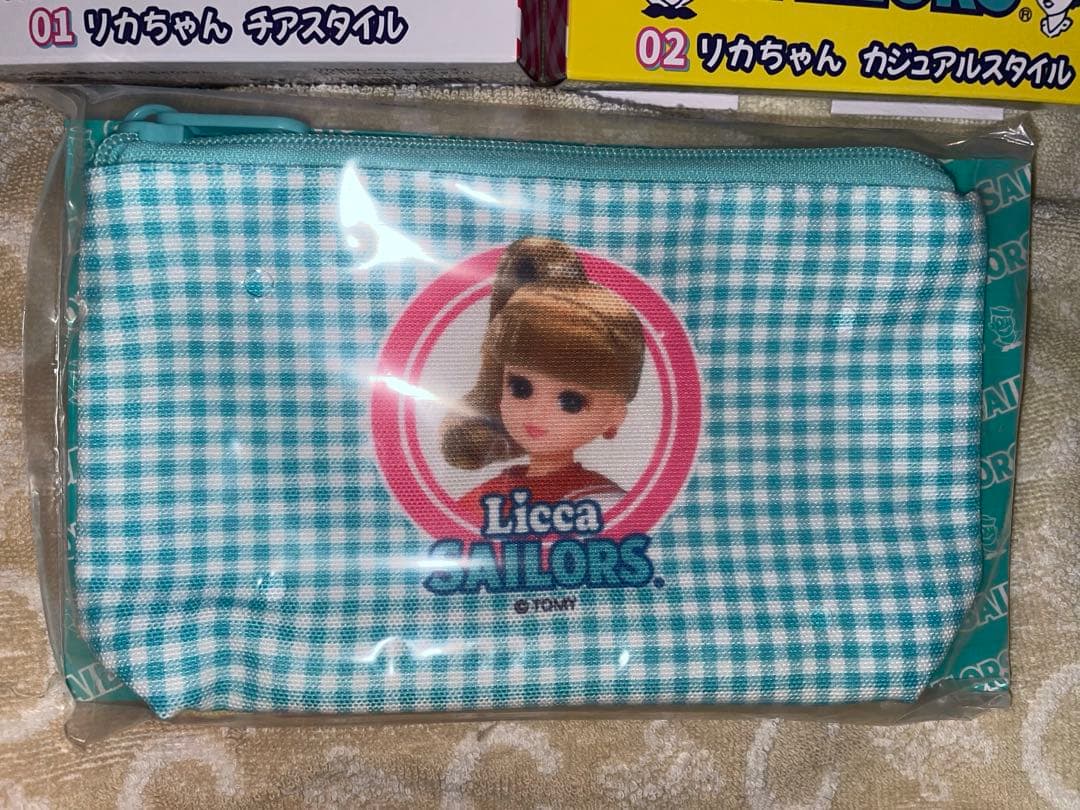 01 リカちゃん チアスタイル
SAILORS®
02 リカちゃん カジュアルスタイル
Licca
SAILORS.
© TOMY